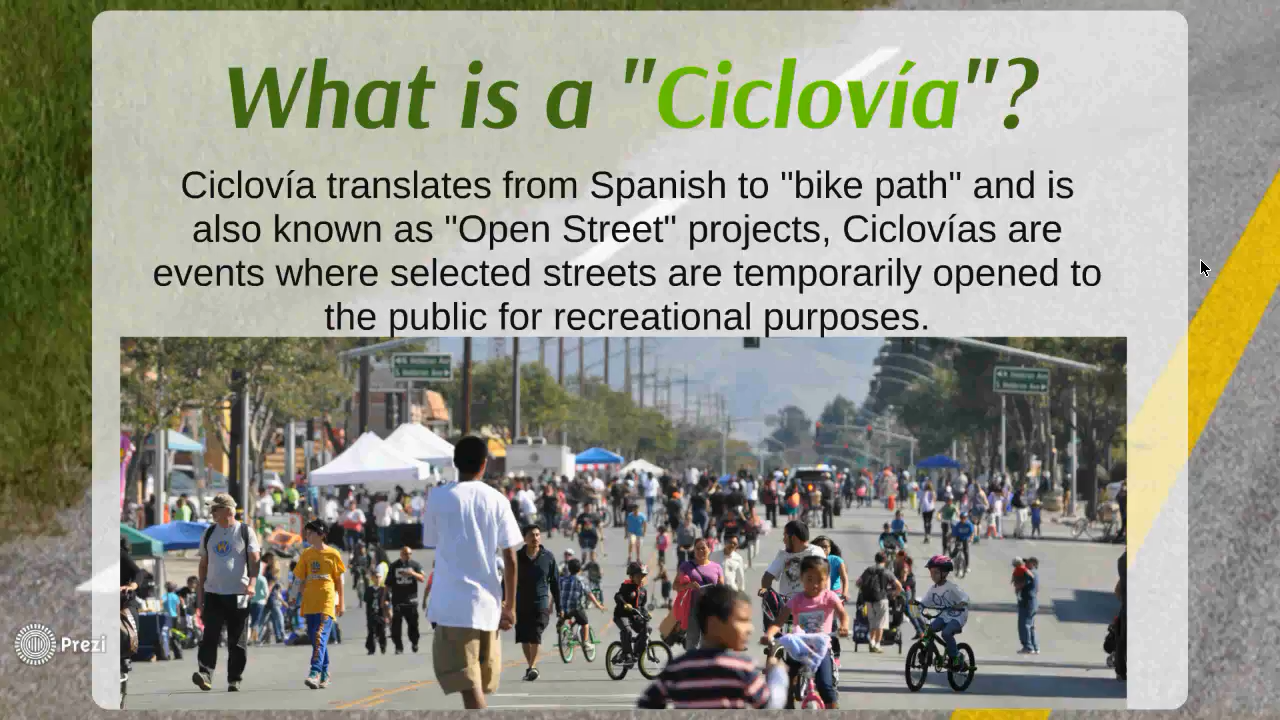 What is a "Ciclovía"?
Ciclovía translates from Spanish to "bike path" and is
also known as "Open Street" projects, Ciclovías are
events where selected streets are temporarily opened to
the public for recreational purposes.
Prezi